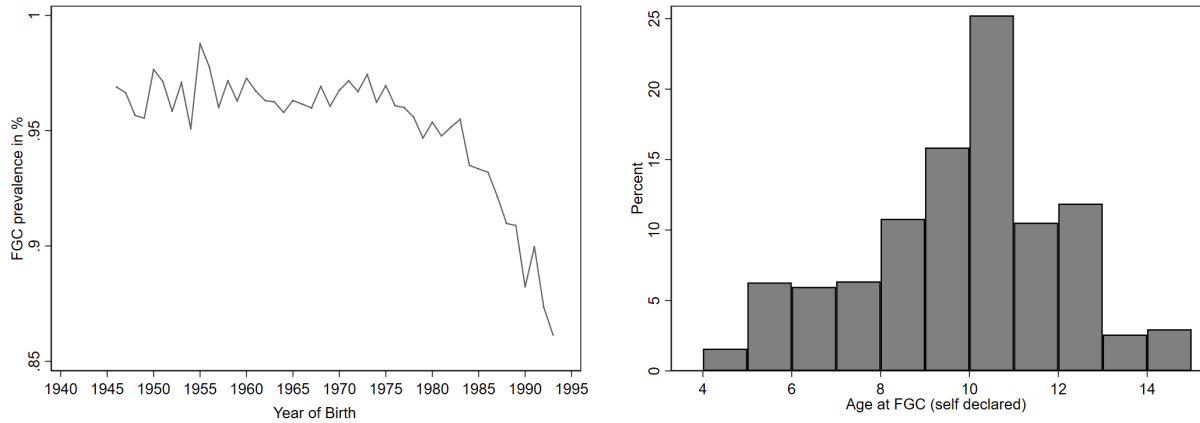 FGC prevalence in %
1
.95
.9
.85
1940 1945 1950 1955 1960 1965 1970 1975 1980 1985 1990 1995
Year of Birth
Percent
25
20
15
10
5
0
4 6 8 10 12 14
Age at FGC (self declared)